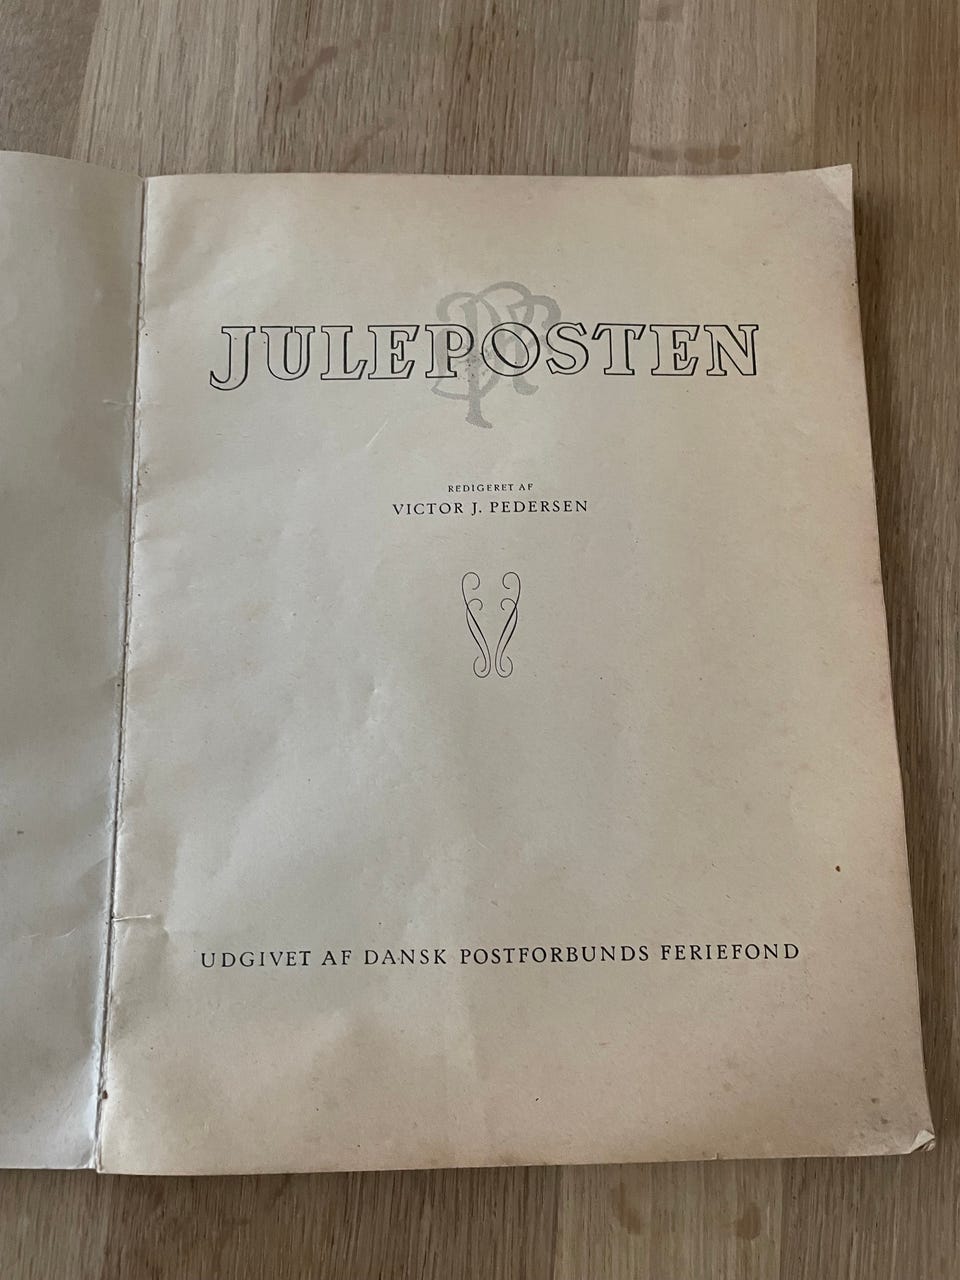 JULEPOSTEN
REDIGERET AF
VICTOR J. PEDERSEN
UDGIVET AF DANSK POSTFORBUNDS FERIEFOND